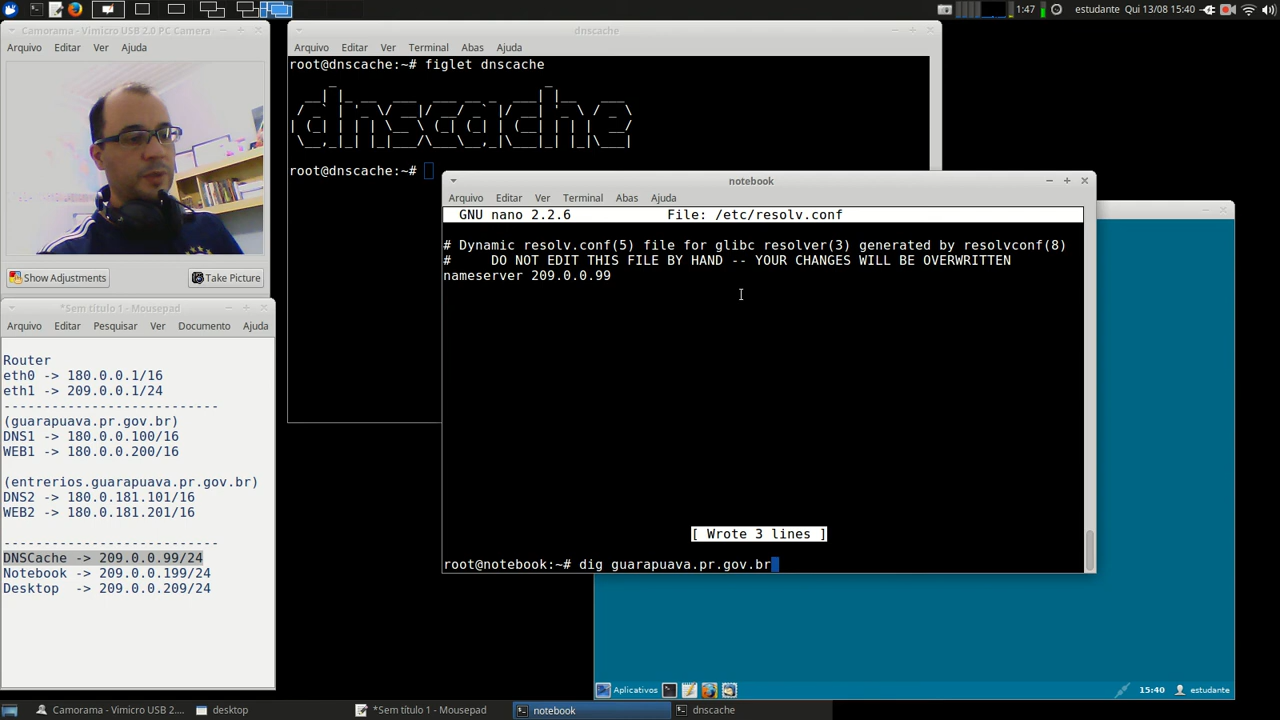 1:47 estudante Qui 13/08 15:40
Camorama - Vimicro USB 2.0 PC Camera
Arquivo Editar Ver Ajuda
Show Adjustments Take Picture
dnscache
Arquivo Editar Ver Terminal Abas Ajuda
root@dnscache:~# figlet dnscache
dnscache
root@dnscache:~#
notebook
Arquivo Editar Ver Terminal Abas Ajuda
GNU nano 2.2.6 File: /etc/resolv.conf
# Dynamic resolv.conf(5) file for glibc resolver(3) generated by resolvconf(8)
# DO NOT EDIT THIS FILE BY HAND -- YOUR CHANGES WILL BE OVERWRITTEN
nameserver 209.0.0.99
[ Wrote 3 lines ]
root@notebook:~# dig guarapuava.pr.gov.br
*Sem título 1 - Mousepad
Arquivo Editar Pesquisar Ver Documento Ajuda
Router
eth0 -> 180.0.0.1/16
eth1 -> 209.0.0.1/24
---------------------------
(guarapuava.pr.gov.br)
DNS1 -> 180.0.0.100/16
WEB1 -> 180.0.0.200/16
(entrerios.guarapuava.pr.gov.br)
DNS2 -> 180.0.181.101/16
WEB2 -> 180.0.181.201/16
---------------------------
DNSCache -> 209.0.0.99/24
Notebook -> 209.0.0.199/24
Desktop -> 209.0.0.209/24
Aplicativos 15:40 estudante
Camorama - Vimicro USB 2.... desktop *Sem título 1 - Mousepad notebook dnscache